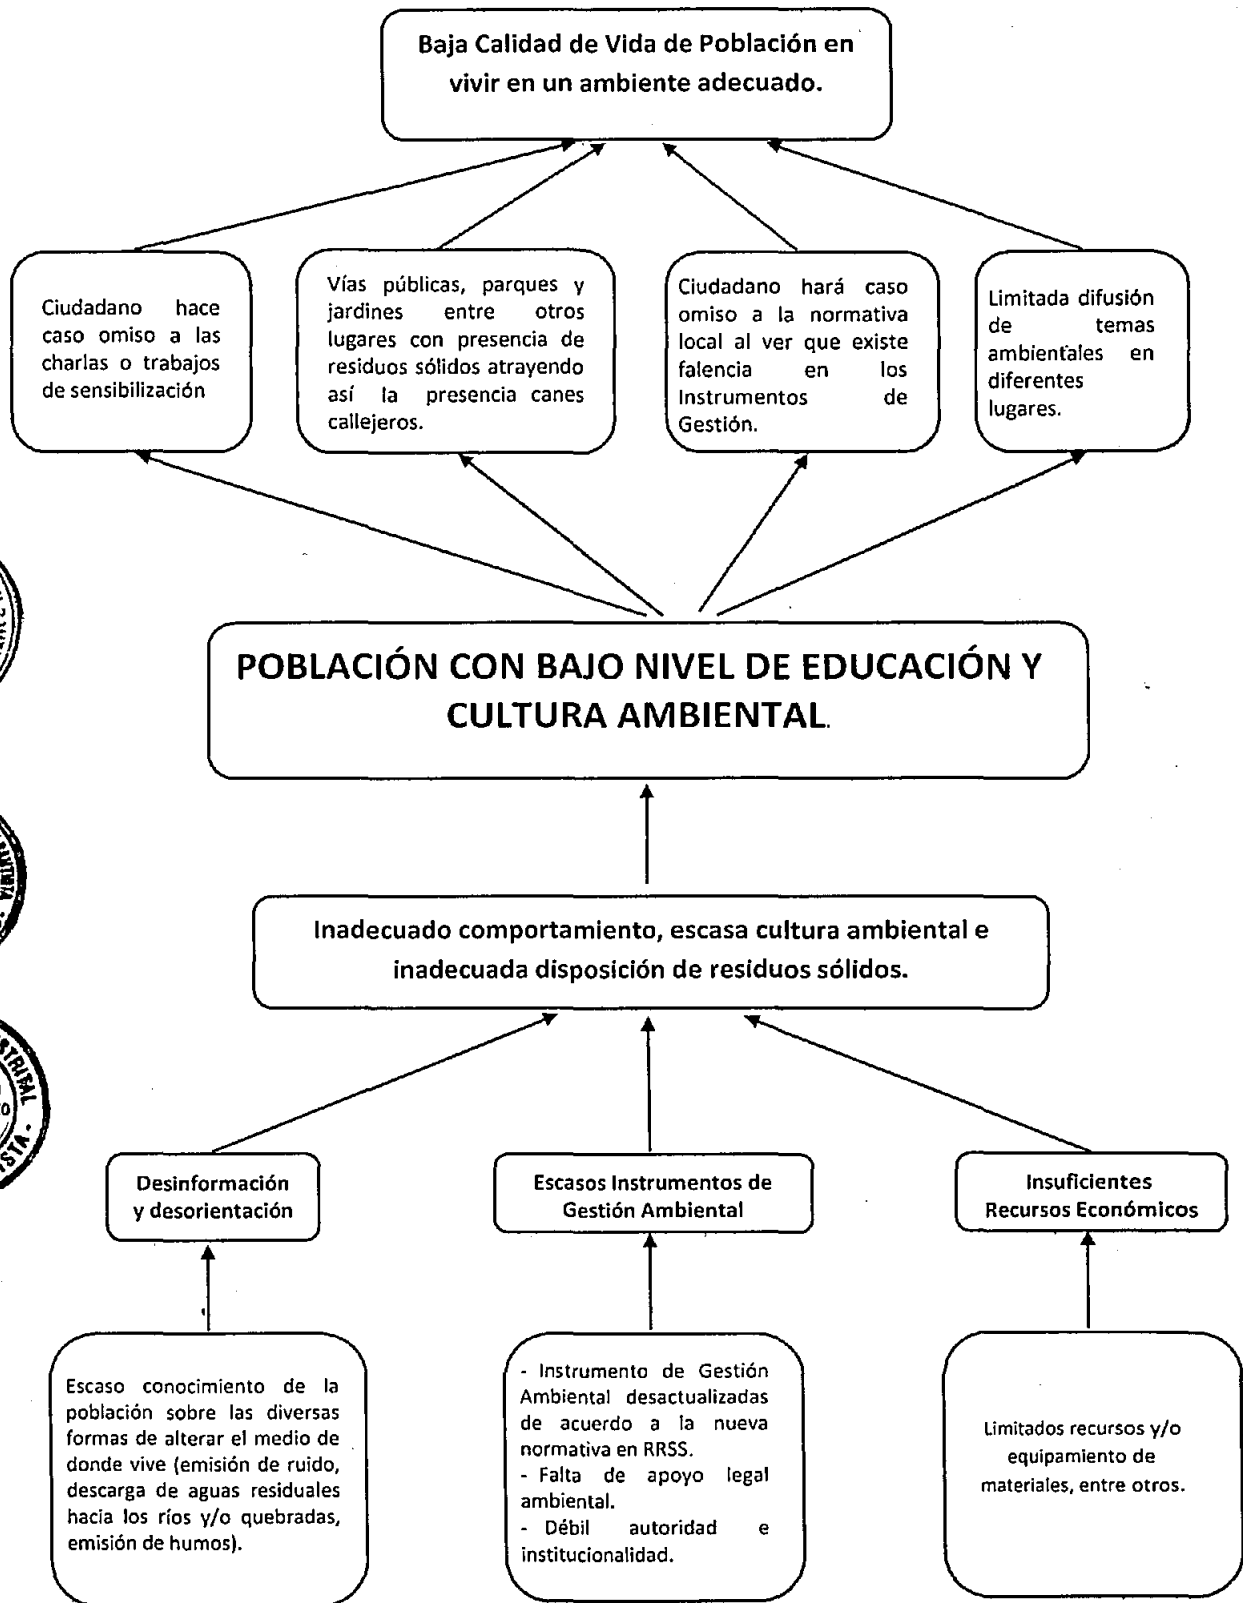 Baja Calidad de Vida de Población en
vivir en un ambiente adecuado.
Ciudadano hace
caso omiso a las
charlas o trabajos
de sensibilización
Vías públicas, parques y
jardines entre otros
lugares con presencia de
residuos sólidos atrayendo
así la presencia canes
callejeros.
Ciudadano hará caso
omiso a la normativa
local al ver que existe
falencia en los
Instrumentos de
Gestión.
Limitada difusión
de temas
ambientales en
diferentes
lugares.
POBLACIÓN CON BAJO NIVEL DE EDUCACIÓN Y
CULTURA AMBIENTAL.
Inadecuado comportamiento, escasa cultura ambiental e
inadecuada disposición de residuos sólidos.
Desinformación
y desorientación
Escasos Instrumentos de
Gestión Ambiental
Insuficientes
Recursos Económicos
Escaso conocimiento de la
población sobre las diversas
formas de alterar el medio de
donde vive (emisión de ruido,
descarga de aguas residuales
hacia los ríos y/o quebradas,
emisión de humos).
- Instrumento de Gestión
Ambiental desactualizadas
de acuerdo a la nueva
normativa en RRSS.
- Falta de apoyo legal
ambiental.
- Débil autoridad e
institucionalidad.
Limitados recursos y/o
equipamiento de
materiales, entre otros.